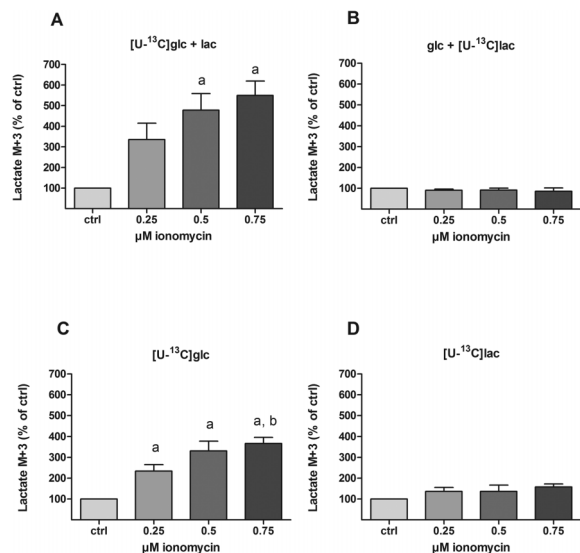 A
[U-¹³C]glc + lac
Lactate M+3 (% of ctrl)
700
600
500
400
300
200
100
a
a
ctrl
0.25
0.5
0.75
µM ionomycin
B
glc + [U-¹³C]lac
Lactate M+3 (% of ctrl)
700
600
500
400
300
200
100
ctrl
0.25
0.5
0.75
µM ionomycin
C
[U-¹³C]glc
Lactate M+3 (% of ctrl)
700
600
500
400
300
200
100
a
a
a, b
ctrl
0.25
0.5
0.75
µM ionomycin
D
[U-¹³C]lac
Lactate M+3 (% of ctrl)
700
600
500
400
300
200
100
ctrl
0.25
0.5
0.75
µM ionomycin